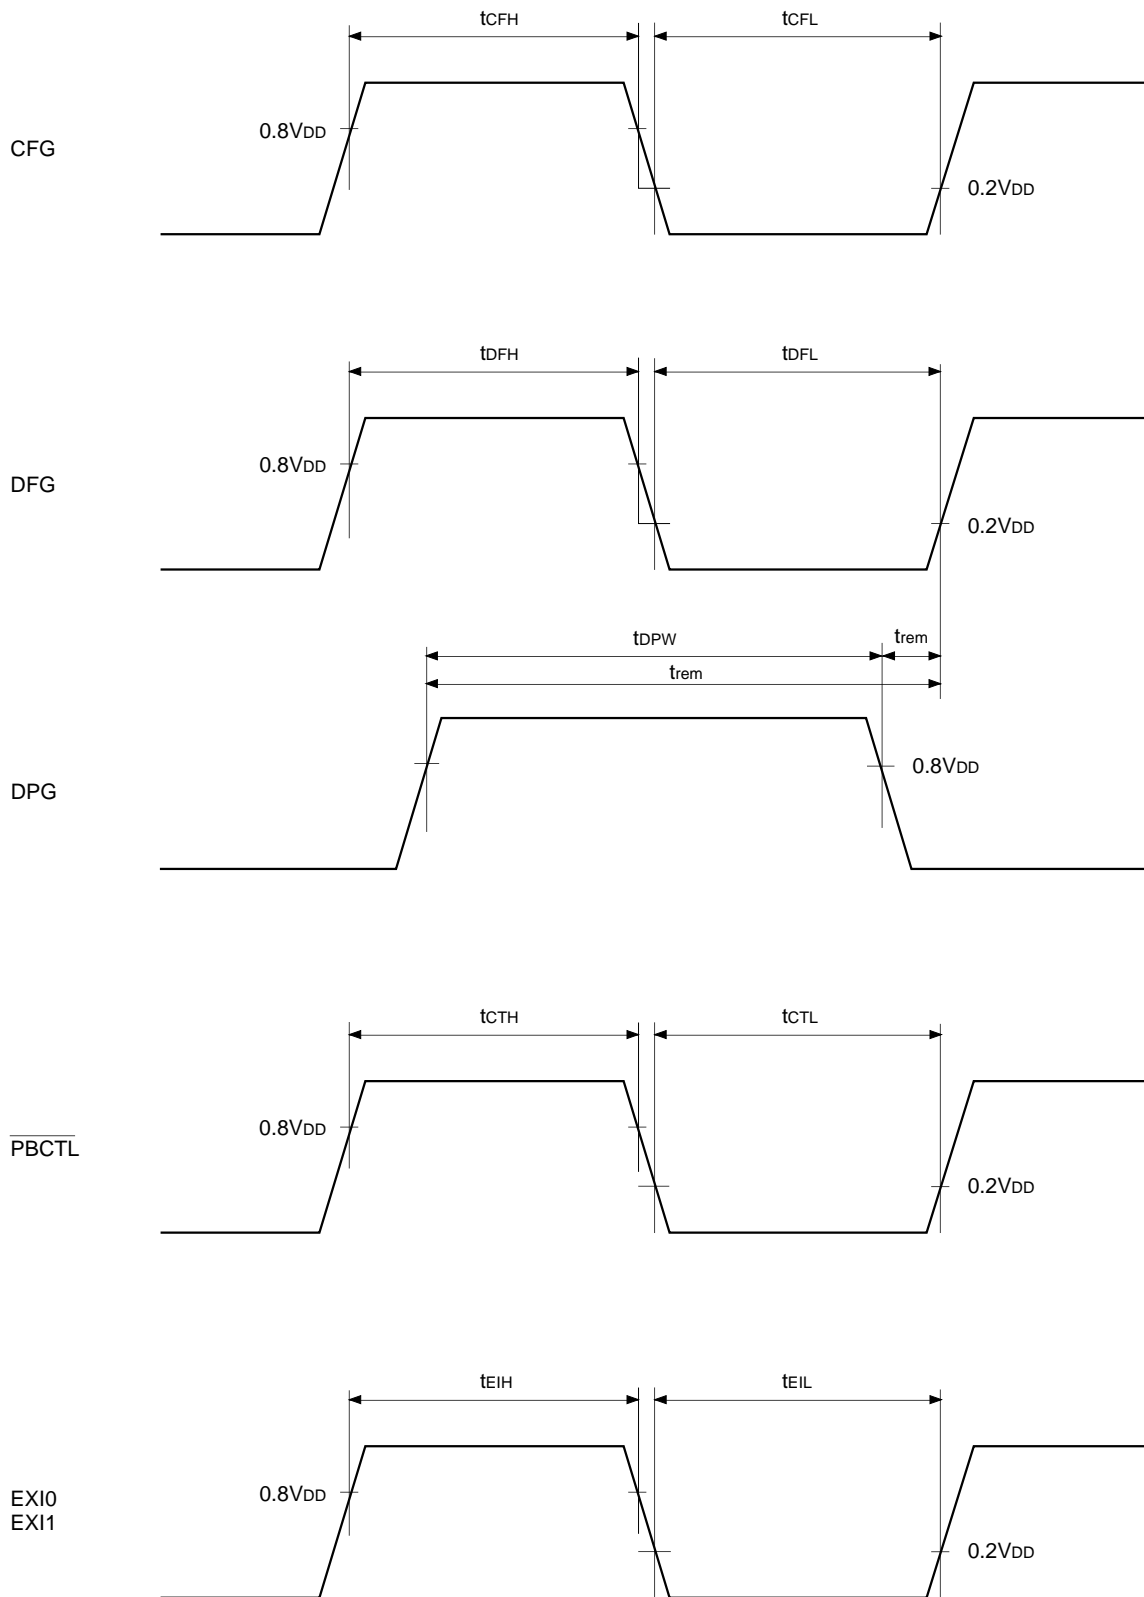 tCFH tCFL
0.8VDD
CFG
0.2VDD
tDFH tDFL
0.8VDD
DFG
0.2VDD
tDPW trem
trem
0.8VDD
DPG
tCTH tCTL
0.8VDD
PBCTL
0.2VDD
tEIH tEIL
0.8VDD
EXI0
EXI1
0.2VDD